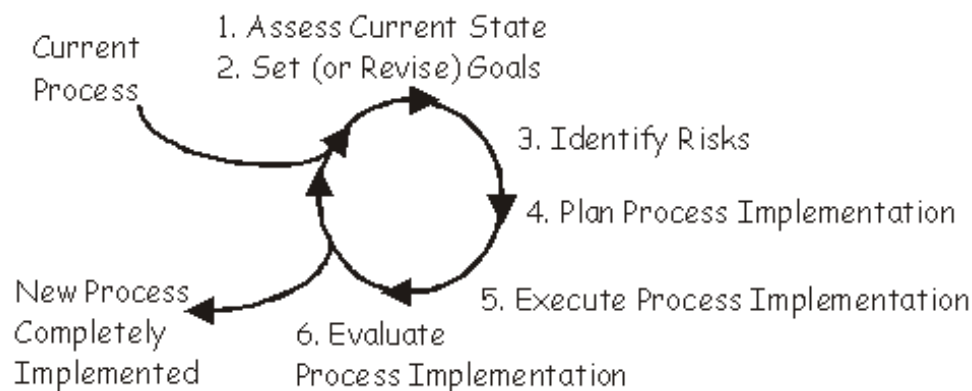 Current
Process
1. Assess Current State
2. Set (or Revise) Goals
3. Identify Risks
4. Plan Process Implementation
5. Execute Process Implementation
6. Evaluate
Process Implementation
New Process
Completely
Implemented